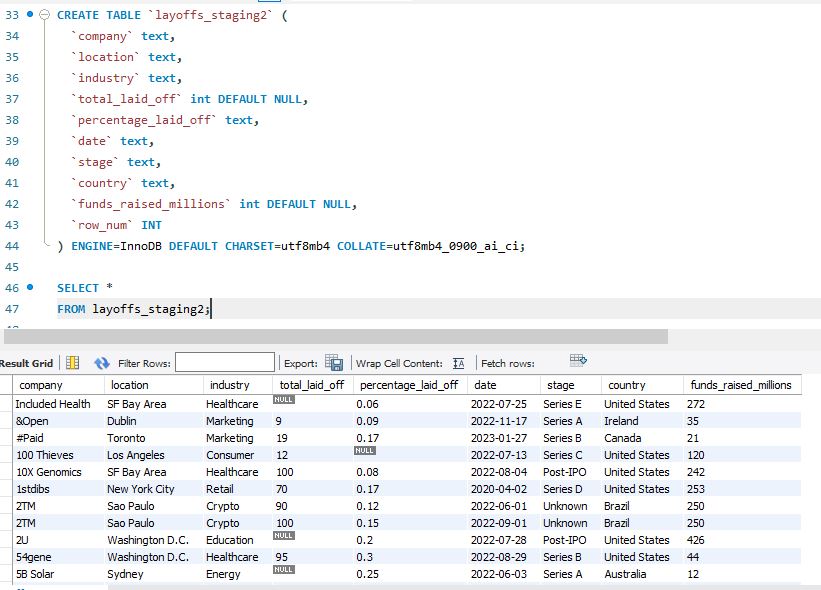 33 CREATE TABLE `layoffs_staging2` (
34 `company` text,
35 `location` text,
36 `industry` text,
37 `total_laid_off` int DEFAULT NULL,
38 `percentage_laid_off` text,
39 `date` text,
40 `stage` text,
41 `country` text,
42 `funds_raised_millions` int DEFAULT NULL,
43 `row_num` INT
44 ) ENGINE=InnoDB DEFAULT CHARSET=utf8mb4 COLLATE=utf8mb4_0900_ai_ci;
45
46 SELECT *
47 FROM layoffs_staging2;
Result Grid Filter Rows: Export: Wrap Cell Content: Fetch rows:
company location industry total_laid_off percentage_laid_off date stage country funds_raised_millions
Included Health SF Bay Area Healthcare NULL 0.06 2022-07-25 Series E United States 272
&Open Dublin Marketing 9 0.09 2022-11-17 Series A Ireland 35
#Paid Toronto Marketing 19 0.17 2023-01-27 Series B Canada 21
100 Thieves Los Angeles Consumer 12 NULL 2022-07-13 Series C United States 120
10X Genomics SF Bay Area Healthcare 100 0.08 2022-08-04 Post-IPO United States 242
1stdibs New York City Retail 70 0.17 2020-04-02 Series D United States 253
2TM Sao Paulo Crypto 90 0.12 2022-06-01 Unknown Brazil 250
2TM Sao Paulo Crypto 100 0.15 2022-09-01 Unknown Brazil 250
2U Washington D.C. Education NULL 0.2 2022-07-28 Post-IPO United States 426
54gene Washington D.C. Healthcare 95 0.3 2022-08-29 Series B United States 44
5B Solar Sydney Energy NULL 0.25 2022-06-03 Series A Australia 12